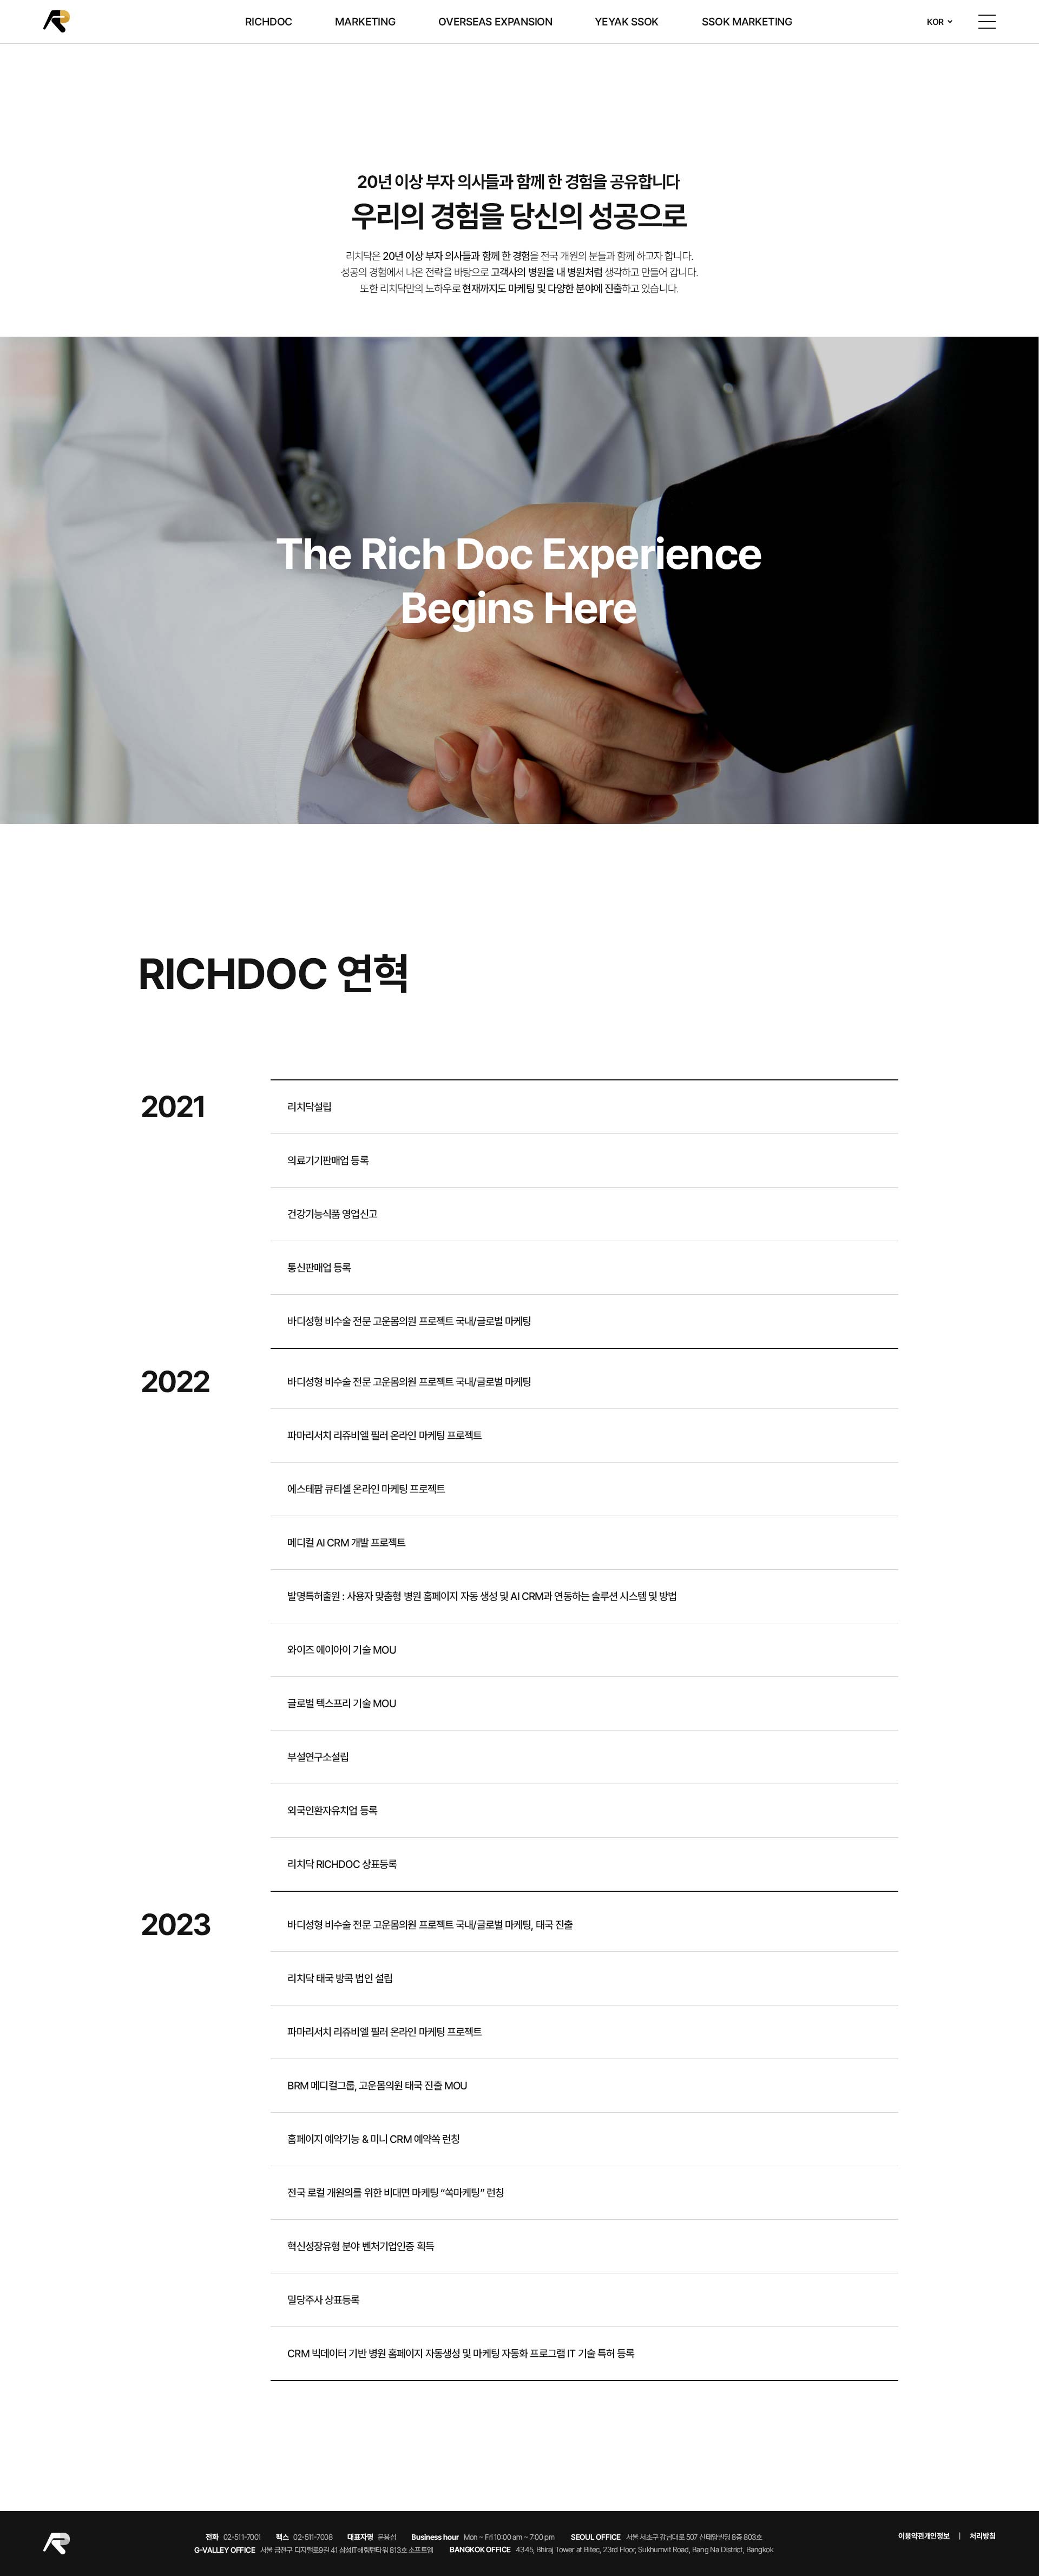 RICHDOC MARKETING OVERSEAS EXPANSION YEYAK SSOK SSOK MARKETING KOR
20년 이상 부자 의사들과 함께 한 경험을 공유합니다
우리의 경험을 당신의 성공으로
리치닥은 20년 이상 부자 의사들과 함께 한 경험을 전국 개원의 분들과 함께 하고자 합니다.
성공의 경험에서 나온 전략을 바탕으로 고객사의 병원을 내 병원처럼 생각하고 만들어 갑니다.
또한 리치닥만의 노하우로 현재까지도 마케팅 및 다양한 분야에 진출하고 있습니다.
The Rich Doc Experience
Begins Here
RICHDOC 연혁
2021
리치닥설립
의료기기판매업 등록
건강기능식품 영업신고
통신판매업 등록
바디성형 비수술 전문 고운몸의원 프로젝트 국내/글로벌 마케팅
2022
바디성형 비수술 전문 고운몸의원 프로젝트 국내/글로벌 마케팅
파마리서치 리쥬비엘 필러 온라인 마케팅 프로젝트
에스테팜 큐티셀 온라인 마케팅 프로젝트
메디컬 AI CRM 개발 프로젝트
발명특허출원 : 사용자 맞춤형 병원 홈페이지 자동 생성 및 AI CRM과 연동하는 솔루션 시스템 및 방법
와이즈 에이아이 기술 MOU
글로벌 텍스프리 기술 MOU
부설연구소설립
외국인환자유치업 등록
리치닥 RICHDOC 상표등록
2023
바디성형 비수술 전문 고운몸의원 프로젝트 국내/글로벌 마케팅, 태국 진출
리치닥 태국 방콕 법인 설립
파마리서치 리쥬비엘 필러 온라인 마케팅 프로젝트
BRM 메디컬그룹, 고운몸의원 태국 진출 MOU
홈페이지 예약기능 & 미니 CRM 예약쏙 런칭
전국 로컬 개원의를 위한 비대면 마케팅 “쏙마케팅” 런칭
혁신성장유형 분야 벤처기업인증 획득
밀당주사 상표등록
CRM 빅데이터 기반 병원 홈페이지 자동생성 및 마케팅 자동화 프로그램 IT 기술 특허 등록
전화 02-511-7001 팩스 02-511-7008 대표자명 문용섭 Business hour Mon ~ Fri 10:00 am ~ 7:00 pm SEOUL OFFICE 서울 서초구 강남대로 507 신태양빌딩 8층 803호
G-VALLEY OFFICE 서울 금천구 디지털로9길 41 삼성IT해링턴타워 813호 소프트엠 BANGKOK OFFICE 4345, Bhiraj Tower at Bitec, 23rd Floor, Sukhumvit Road, Bang Na District, Bangkok
이용약관개인정보 | 처리방침